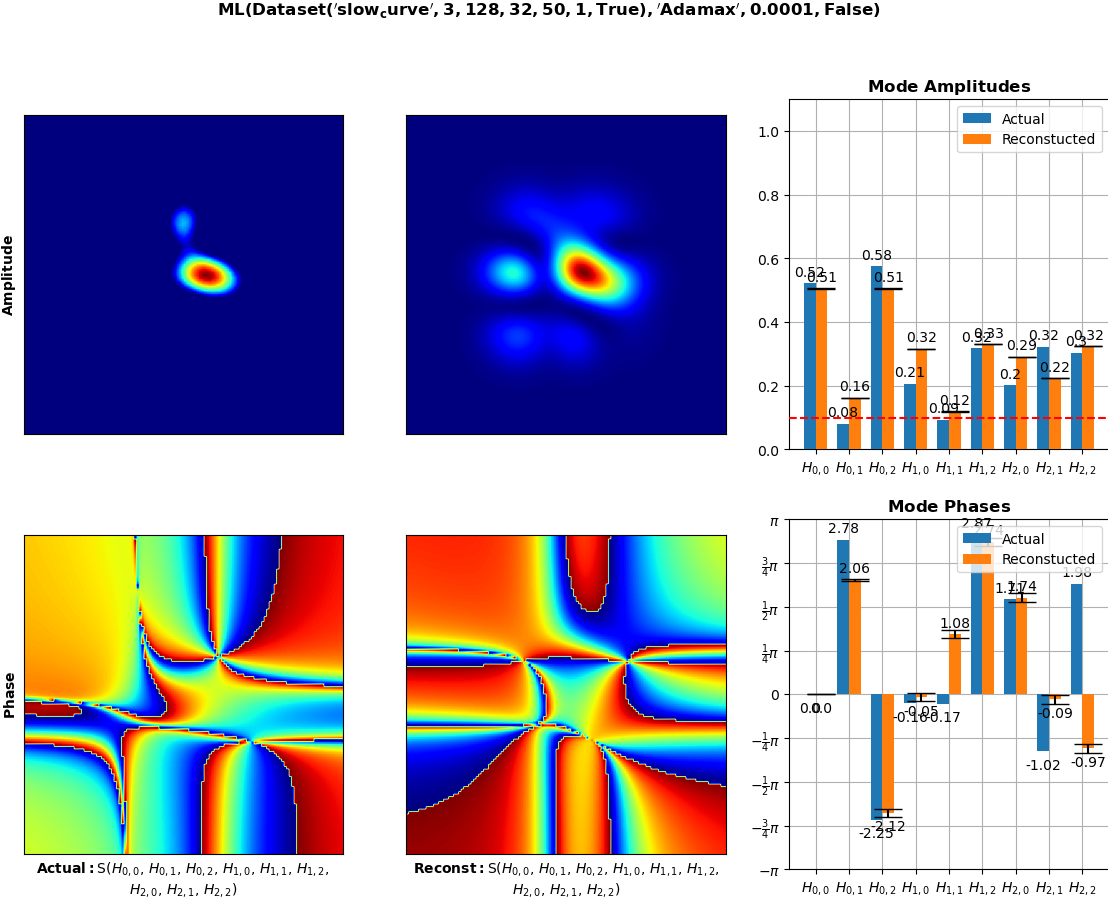 ML(Dataset('slow_curve', 3, 128, 32, 50, 1, True), 'Adamax', 0.0001, False)
Amplitude
Mode Amplitudes
Actual
Reconstucted
1.0
0.8
0.6
0.4
0.2
0.0
0.52
0.51
0.08
0.16
0.58
0.51
0.21
0.32
0.09
0.12
0.32
0.33
0.2
0.29
0.32
0.22
0.3
0.32
H0,0 H0,1 H0,2 H1,0 H1,1 H1,2 H2,0 H2,1 H2,2
Phase
Mode Phases
Actual
Reconstucted
π
3/4π
1/2π
1/4π
0
−1/4π
−1/2π
−3/4π
−π
0.0
2.78
2.06
-2.25
-2.12
-0.16
-0.05
-0.17
1.08
2.87
2.74
1.74
-1.02
-0.09
1.98
-0.97
H0,0 H0,1 H0,2 H1,0 H1,1 H1,2 H2,0 H2,1 H2,2
Actual: S(H0,0, H0,1, H0,2, H1,0, H1,1, H1,2,
H2,0, H2,1, H2,2)
Reconst: S(H0,0, H0,1, H0,2, H1,0, H1,1, H1,2,
H2,0, H2,1, H2,2)